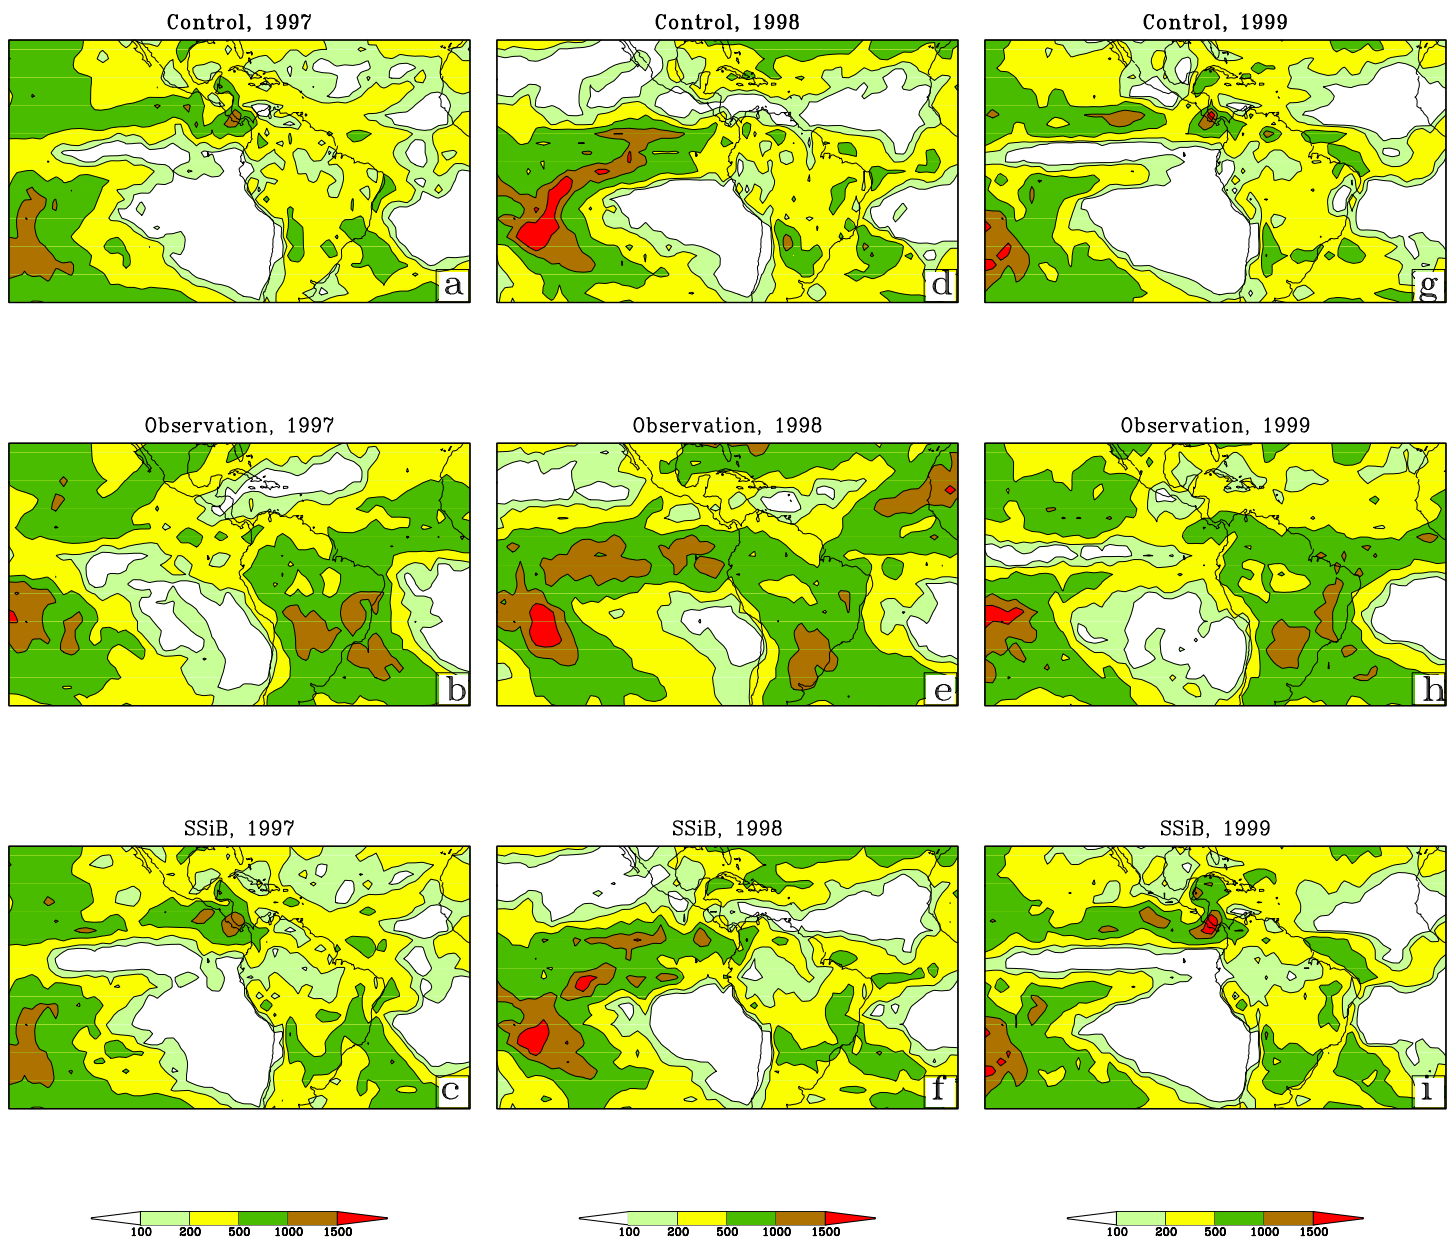 Control, 1997 Control, 1998 Control, 1999
a d g
Observation, 1997 Observation, 1998 Observation, 1999
b e h
SSiB, 1997 SSiB, 1998 SSiB, 1999
c f i
100 200 500 1000 1500 100 200 500 1000 1500 100 200 500 1000 1500